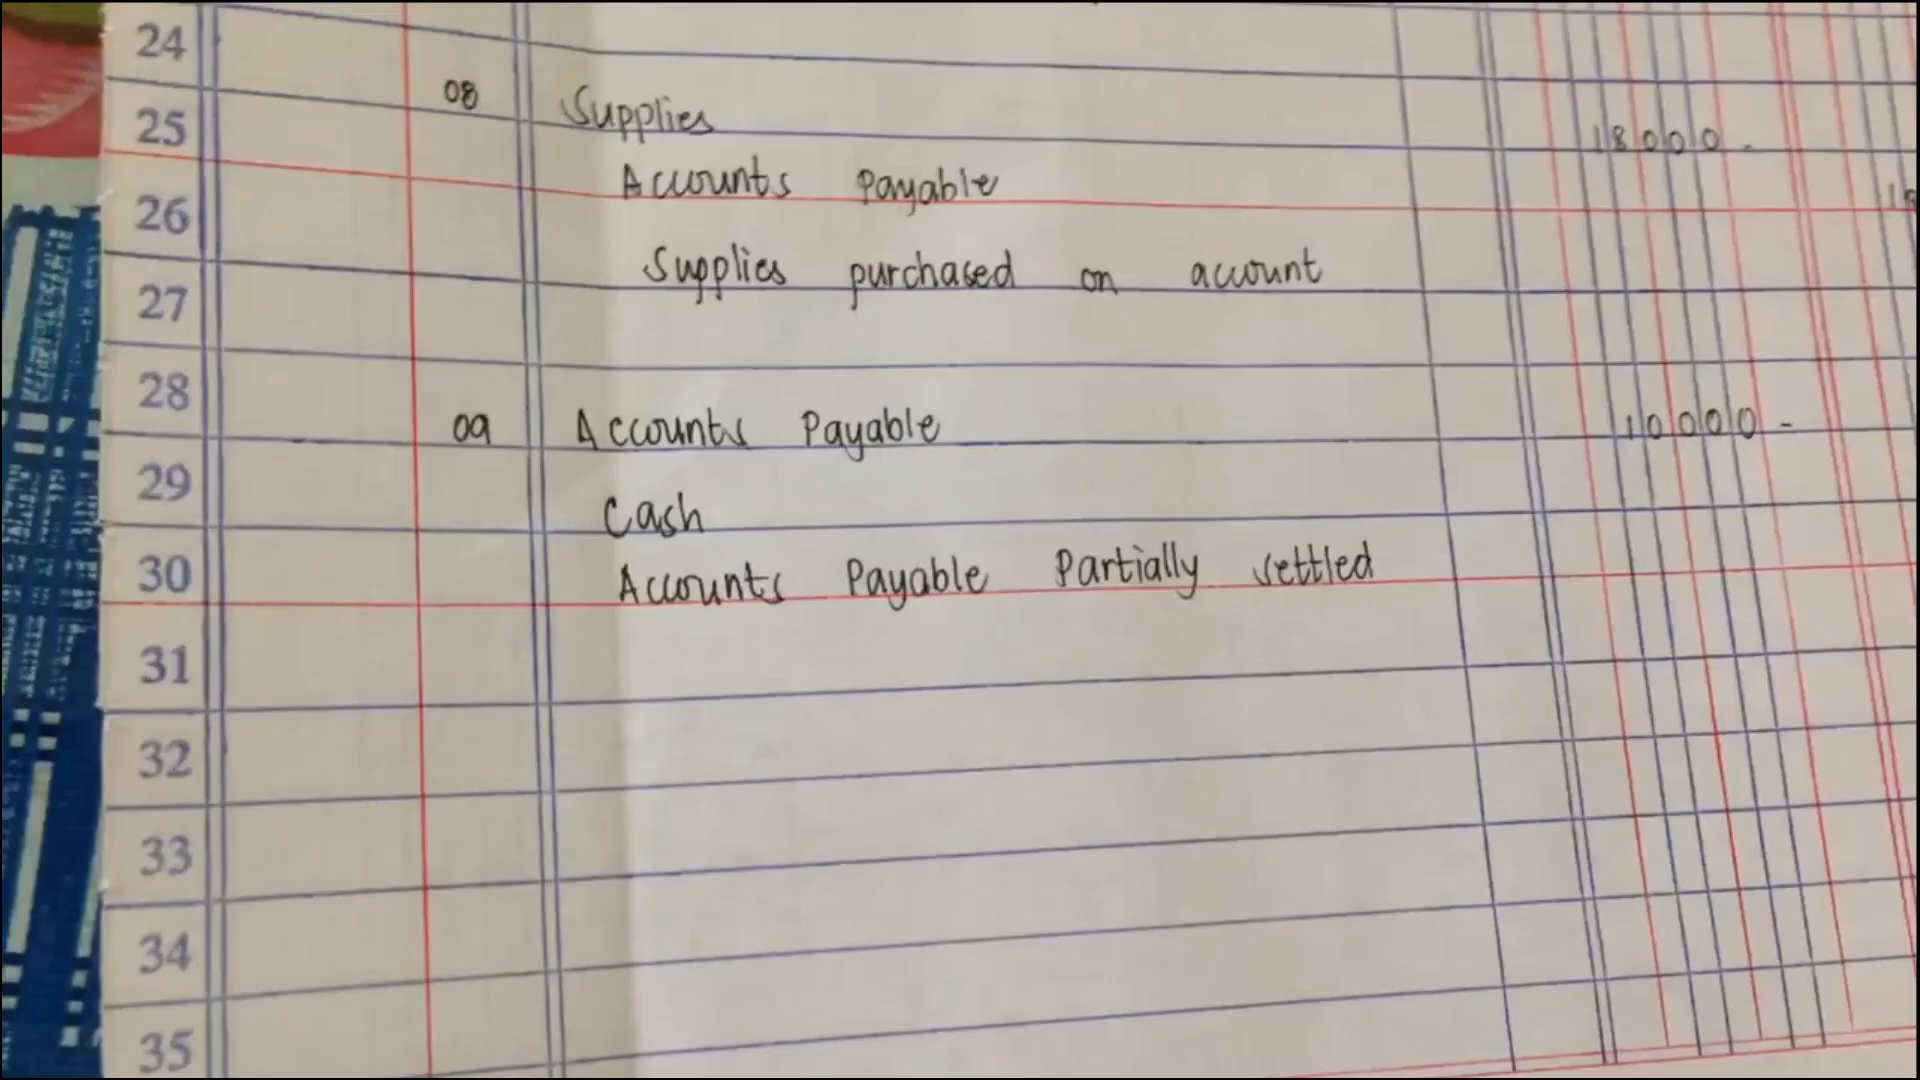 24
08 Supplies 18000-
25
Accounts Payable
26
Supplies purchased on account
27
28
09 Accounts Payable 10000-
29
Cash
30
Accounts Payable Partially settled
31
32
33
34
35